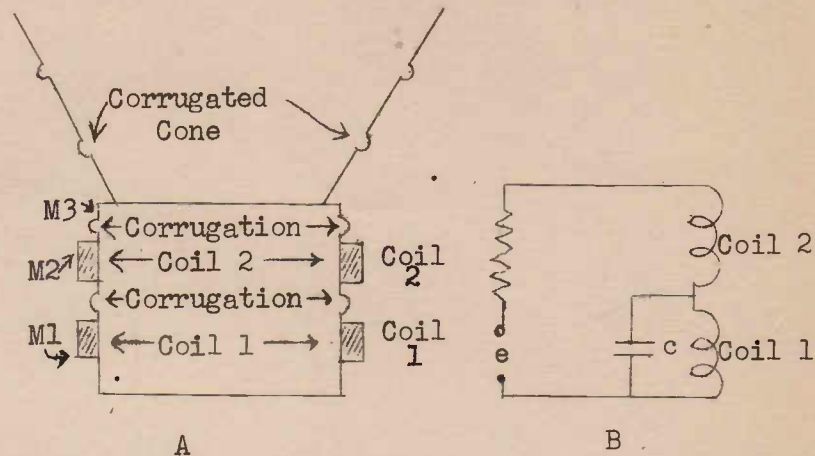 Corrugated
Cone
M3
Corrugation
M2
Coil 2
Coil
2
Corrugation
M1
Coil 1
Coil
1
A
e
c
Coil 2
Coil 1
B